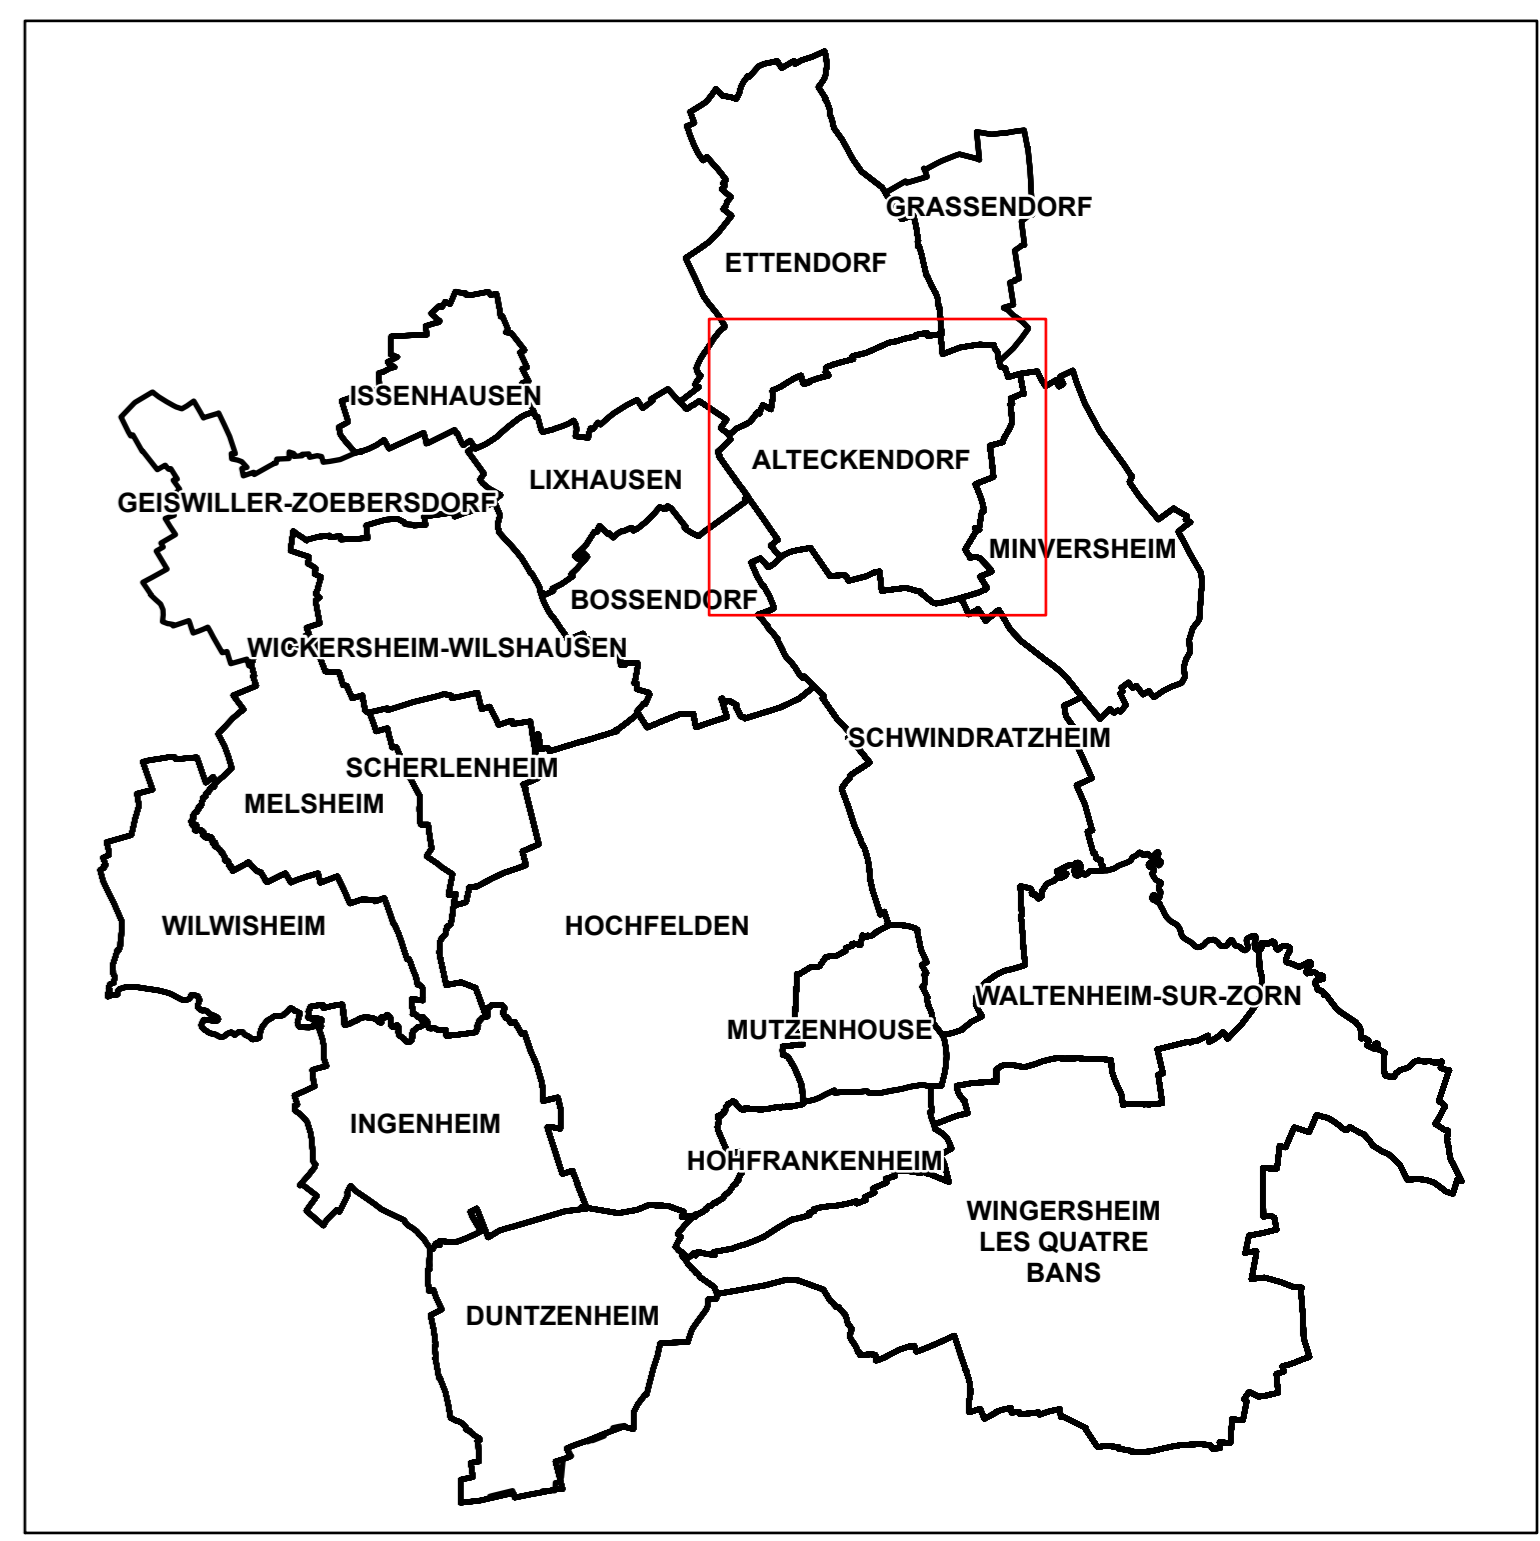 GRASSENDORF
ETTENDORF
ISSENHAUSEN
ALTECKENDORF
LIXHAUSEN
GEISWILLER-ZOEBERSDORF
MINVERSHEIM
BOSSENDORF
WICKERSHEIM-WILSHAUSEN
SCHWINDRATZHEIM
SCHERLENHEIM
MELSHEIM
WILWISHEIM
HOCHFELDEN
WALTENHEIM-SUR-ZORN
MUTZENHOUSE
INGENHEIM
HOHFRANKENHEIM
WINGERSHEIM
LES QUATRE
BANS
DUNTZENHEIM